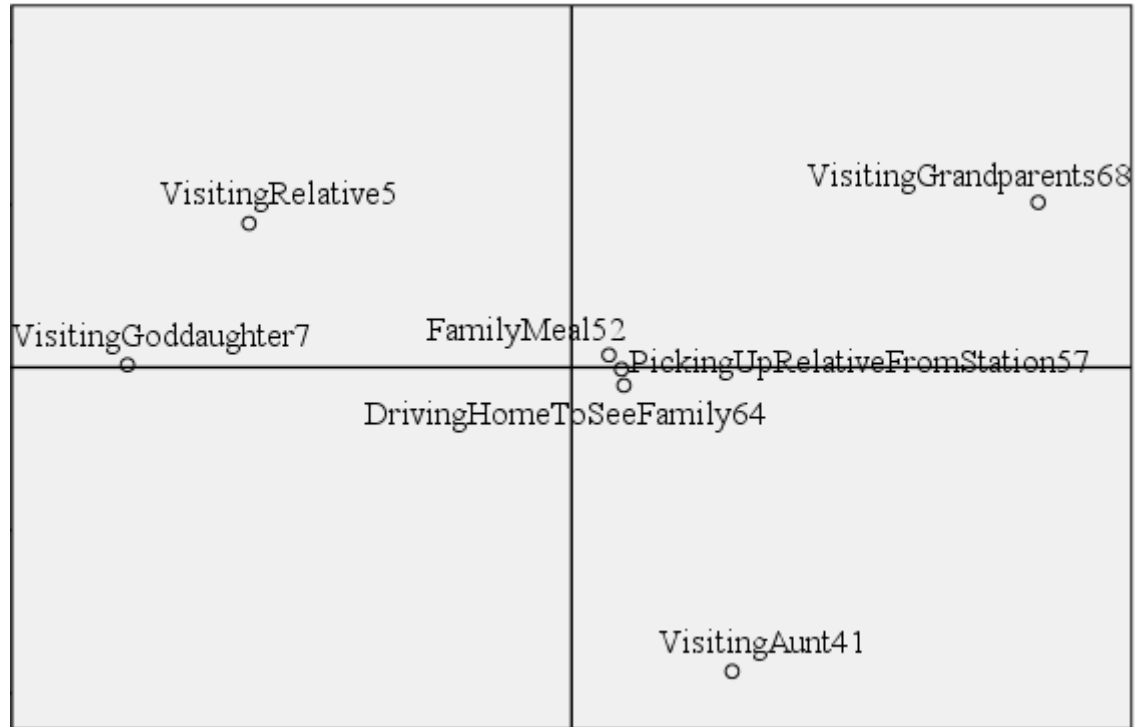 VisitingGrandparents68
VisitingRelative5
FamilyMeal52
VisitingGoddaughter7
PickingUpRelativeFromStation57
DrivingHomeToSeeFamily64
VisitingAunt41